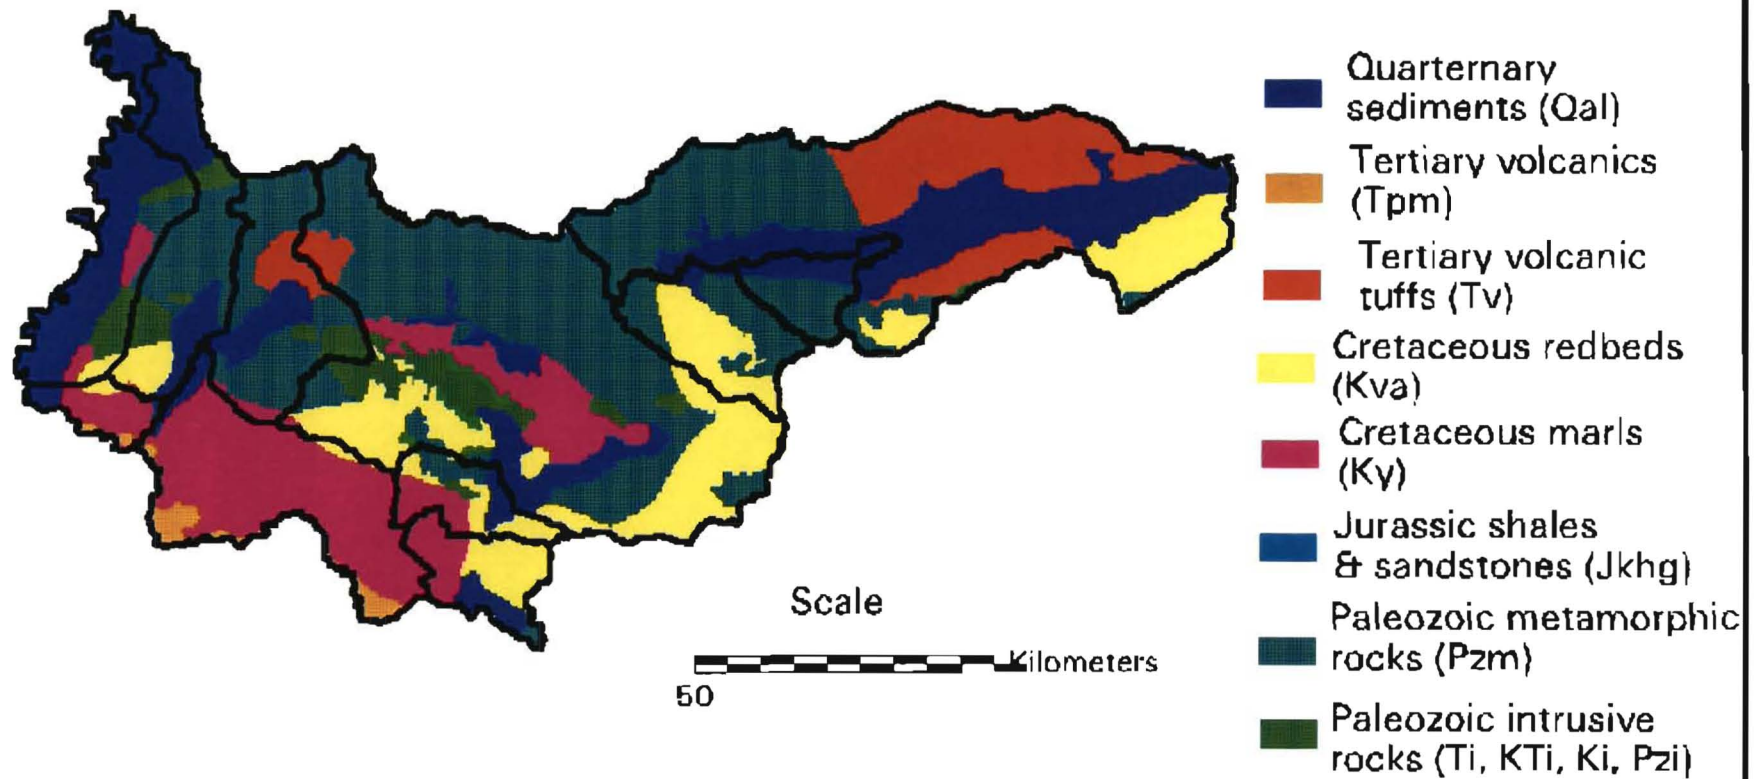 Quarternary
sediments (Qal)
Tertiary volcanics
(Tpm)
Tertiary volcanic
tuffs (Tv)
Cretaceous redbeds
(Kva)
Cretaceous marls
(Ky)
Jurassic shales
& sandstones (Jkhg)
Paleozoic metamorphic
rocks (Pzm)
Paleozoic intrusive
rocks (Ti, KTi, Ki, Pzi)
Scale
Kilometers
50